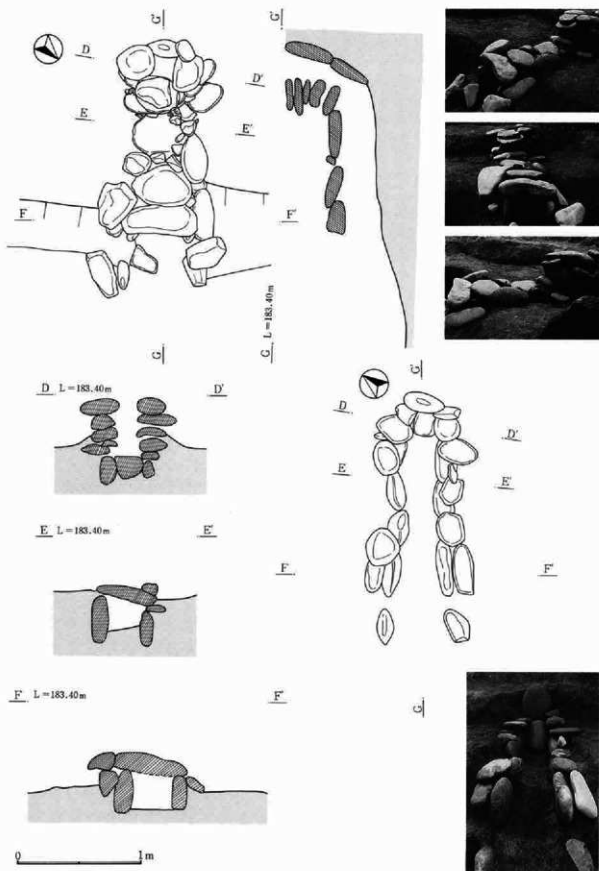 G
G
D
D'
E
E'
F
F'
G
G L=183.40m
D L=183.40m D'
G
D
D'
E
E'
E L=183.40m E'
F
F'
F L=183.40m F'
G
0 1m